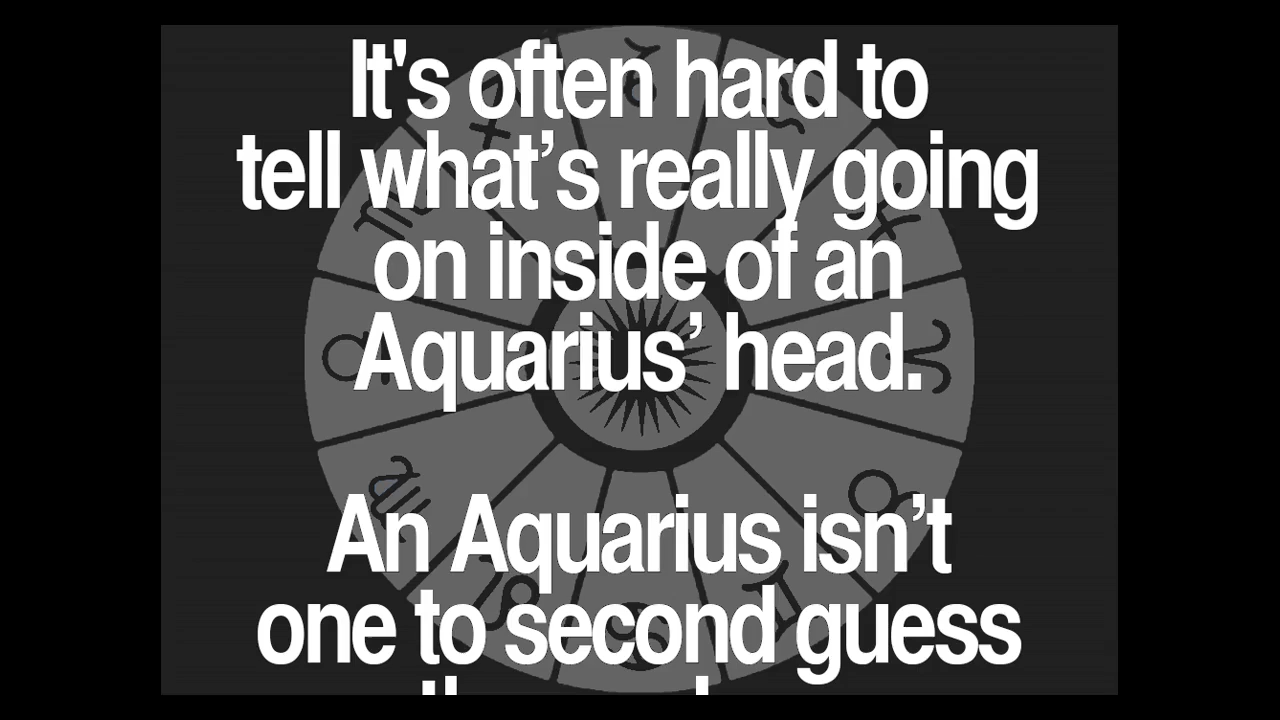 It's often hard to
tell what’s really going
on inside of an
Aquarius’ head.
An Aquarius isn’t
one to second guess